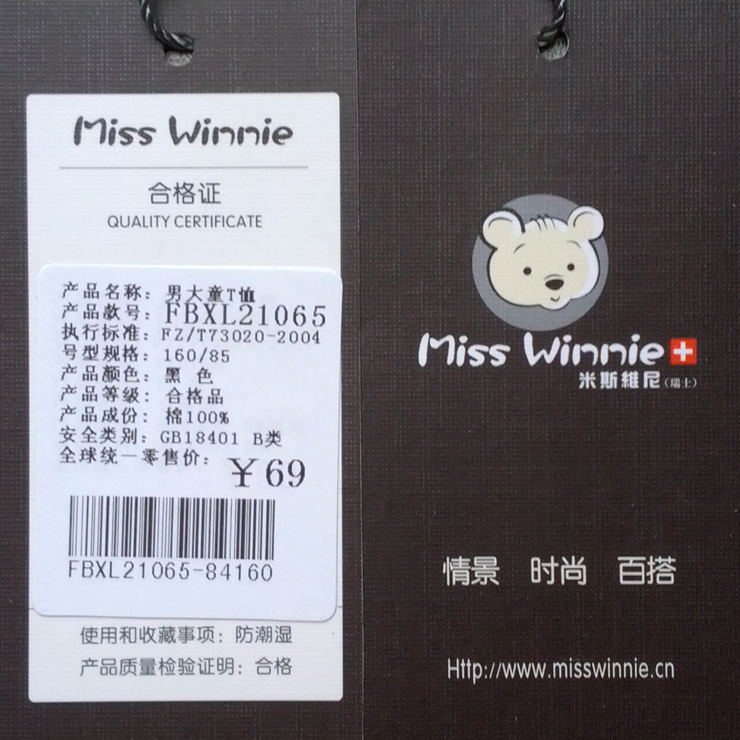 Miss Winnie
合格证
QUALITY CERTIFICATE
产品名称：男大童T恤
产品款号：FBXL21065
执行标准：FZ/T73020-2004
号型规格：160/85
产品颜色：黑 色
产品等级：合格品
产品成份：棉100%
安全类别：GB18401 B类
全球统一零售价：￥69
FBXL21065-84160
使用和收藏事项：防潮湿
产品质量检验证明：合格
Miss Winnie
米斯維尼（瑞士）
情景 时尚 百搭
Http://www.misswinnie.cn